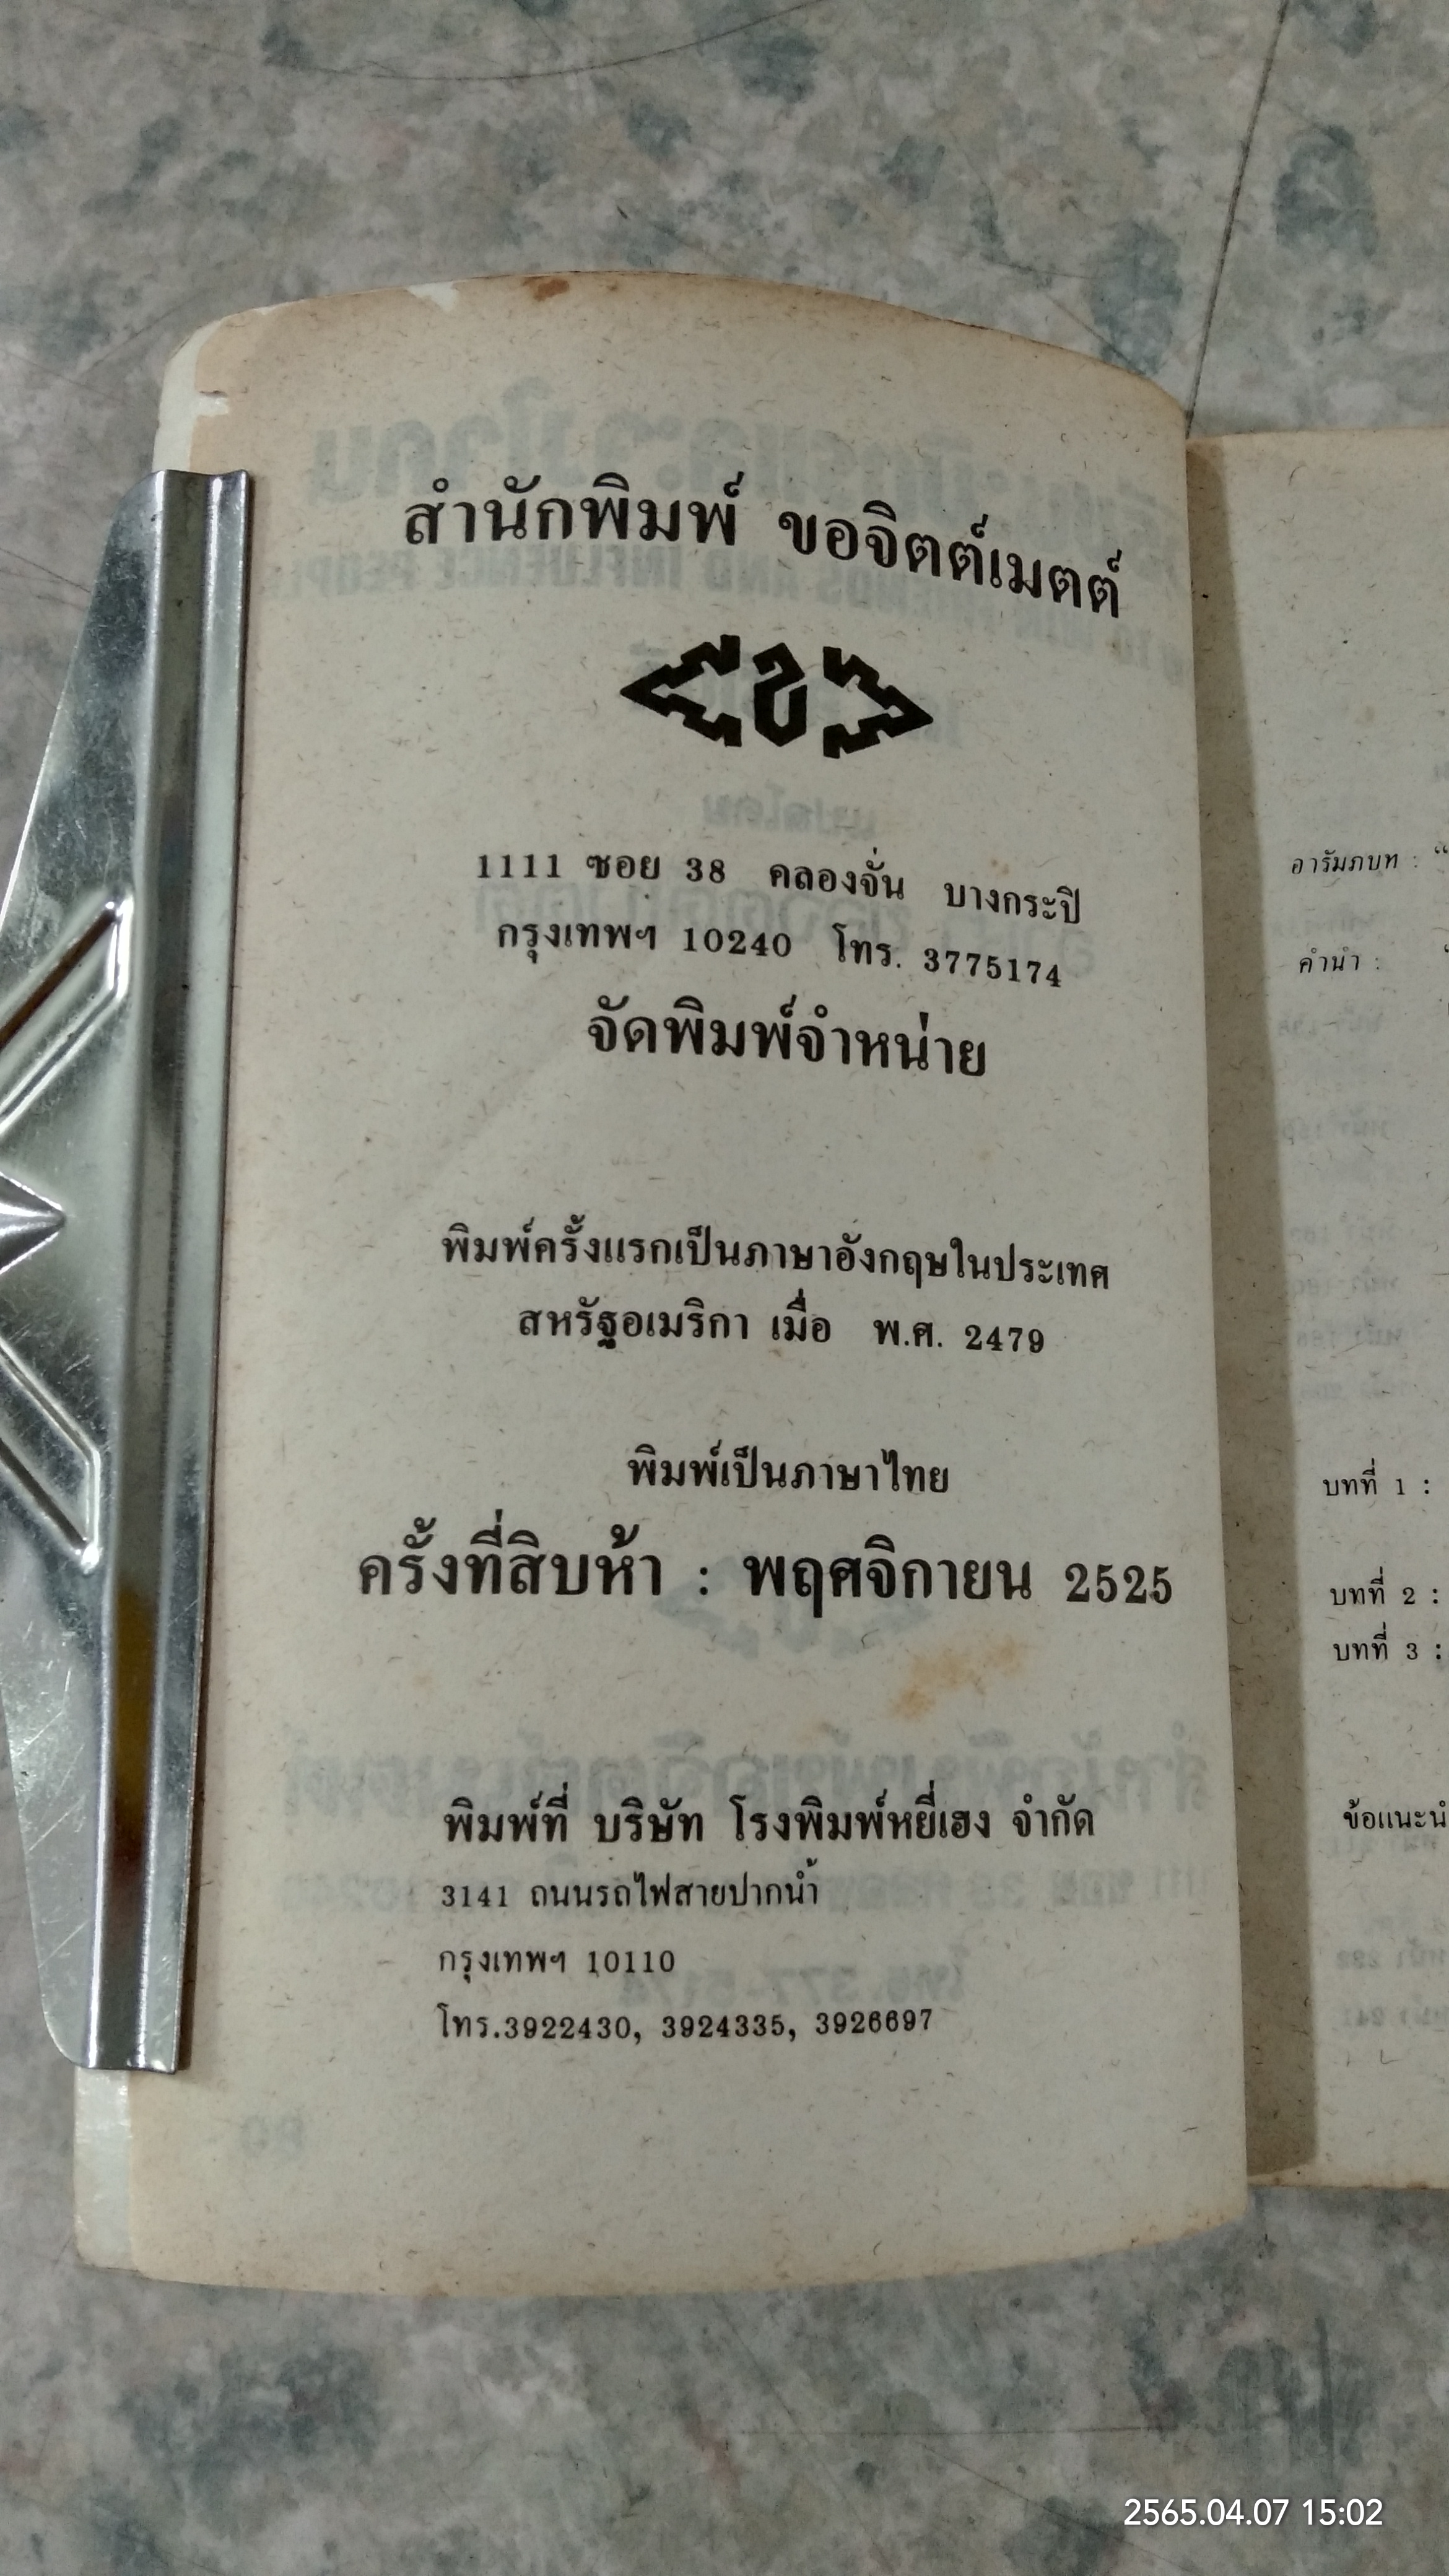 สำนักพิมพ์ ขอจิตต์เมตต์
ข
1111 ซอย 38 คลองจั่น บางกระปิ
กรุงเทพฯ 10240 โทร. 3775174
จัดพิมพ์จำหน่าย
พิมพ์ครั้งแรกเป็นภาษาอังกฤษในประเทศ
สหรัฐอเมริกา เมื่อ พ.ศ. 2479
พิมพ์เป็นภาษาไทย
ครั้งที่สิบห้า : พฤศจิกายน 2525
พิมพ์ที่ บริษัท โรงพิมพ์หยี่เฮง จำกัด
3141 ถนนรถไฟสายปากน้ำ
กรุงเทพฯ 10110
โทร.3922430, 3924335, 3926697
อารัมภบท : “
คำนำ :
บทที่ 1 :
บทที่ 2 :
บทที่ 3 :
ข้อแนะนำ
2565.04.07 15:02